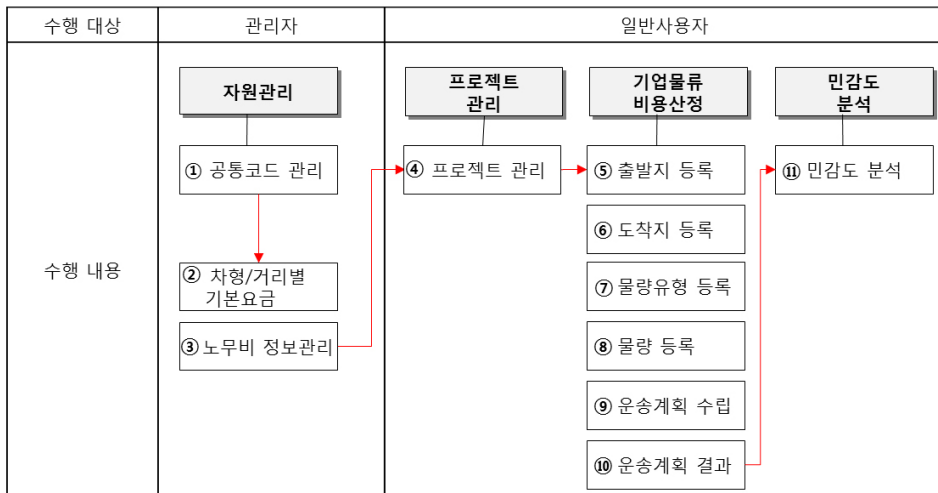 수행 대상
관리자
일반사용자
수행 내용
자원관리
① 공통코드 관리
② 차형/거리별
기본요금
③ 노무비 정보관리
프로젝트
관리
④ 프로젝트 관리
기업물류
비용산정
⑤ 출발지 등록
⑥ 도착지 등록
⑦ 물량유형 등록
⑧ 물량 등록
⑨ 운송계획 수립
⑩ 운송계획 결과
민감도
분석
⑪ 민감도 분석